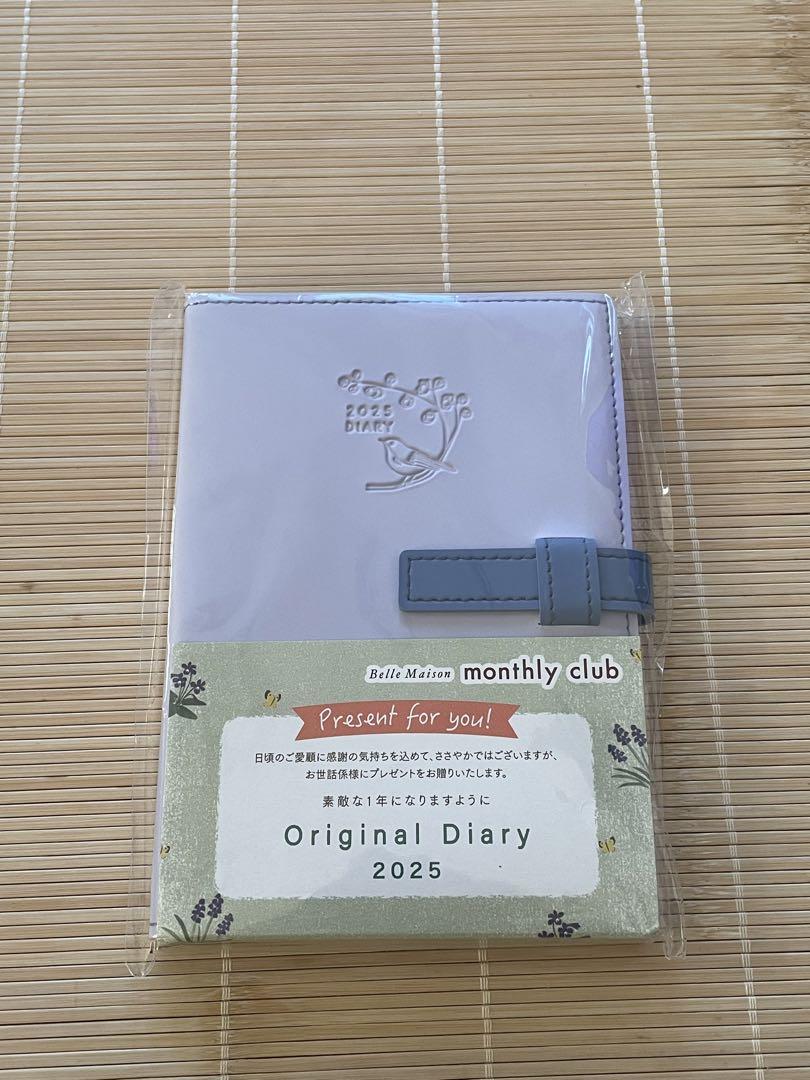 2025
DIARY
Belle Maison monthly club
Present for you!
日頃のご愛顧に感謝の気持ちを込めて、ささやかではございますが、
お世話係様にプレゼントをお贈りいたします。
素敵な1年になりますように
Original Diary
2025